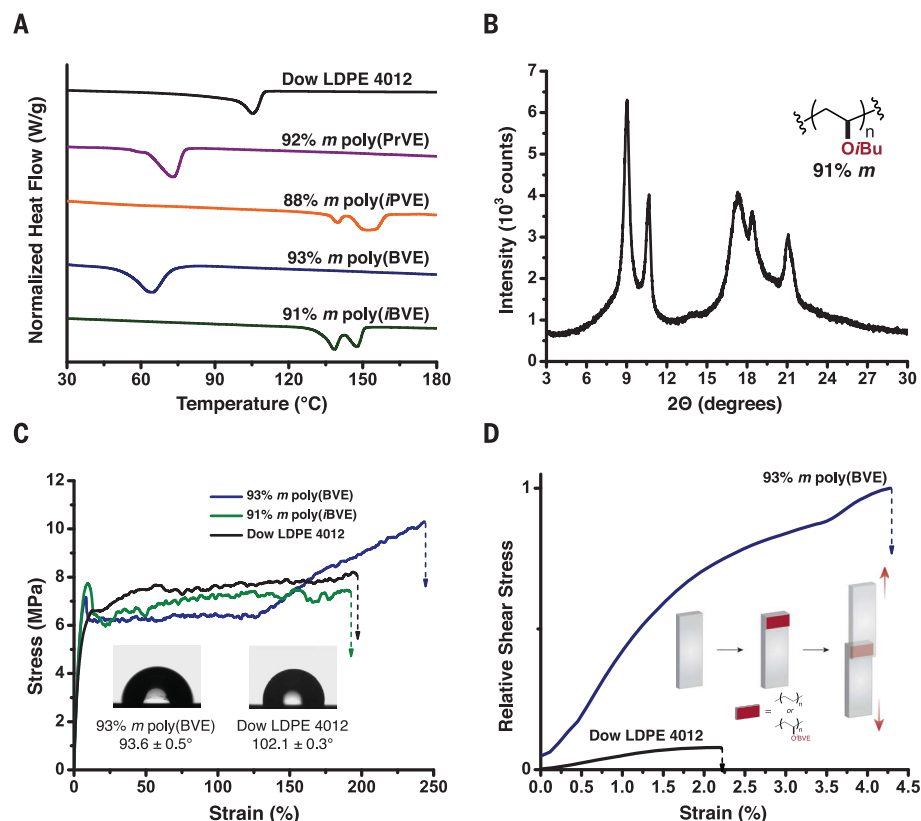 A
Normalized Heat Flow (W/g)
Dow LDPE 4012
92% m poly(PrVE)
88% m poly(iPVE)
93% m poly(BVE)
91% m poly(iBVE)
30 60 90 120 150 180
Temperature (°C)
B
Intensity (10³ counts)
7
6
5
4
3
2
1
0
n
OiBu
91% m
3 6 9 12 15 18 21 24 27 30
2Θ (degrees)
C
Stress (MPa)
12
10
8
6
4
2
0
93% m poly(BVE)
91% m poly(iBVE)
Dow LDPE 4012
93% m poly(BVE)
93.6 ± 0.5°
Dow LDPE 4012
102.1 ± 0.3°
0 50 100 150 200 250
Strain (%)
D
Relative Shear Stress
1
0.5
0
93% m poly(BVE)
Dow LDPE 4012
=
n
or
n
O'BVE
0.0 0.5 1.0 1.5 2.0 2.5 3.0 3.5 4.0 4.5
Strain (%)